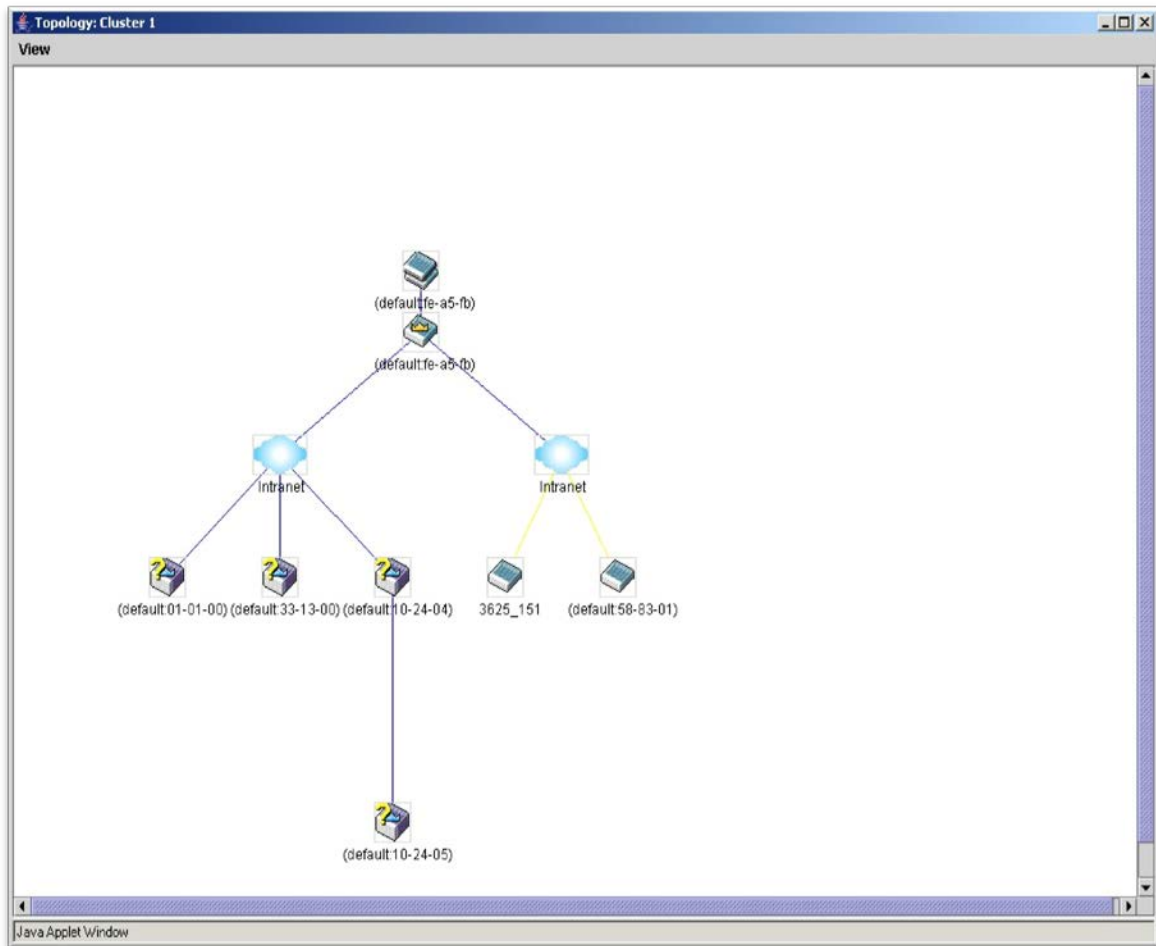 Topology: Cluster 1
View
(default:fe-a5-fb)
(default:fe-a5-fb)
Intranet
Intranet
(default:01-01-00)
(default:33-13-00)
(default:10-24-04)
3625_151
(default:58-83-01)
(default:10-24-05)
Java Applet Window